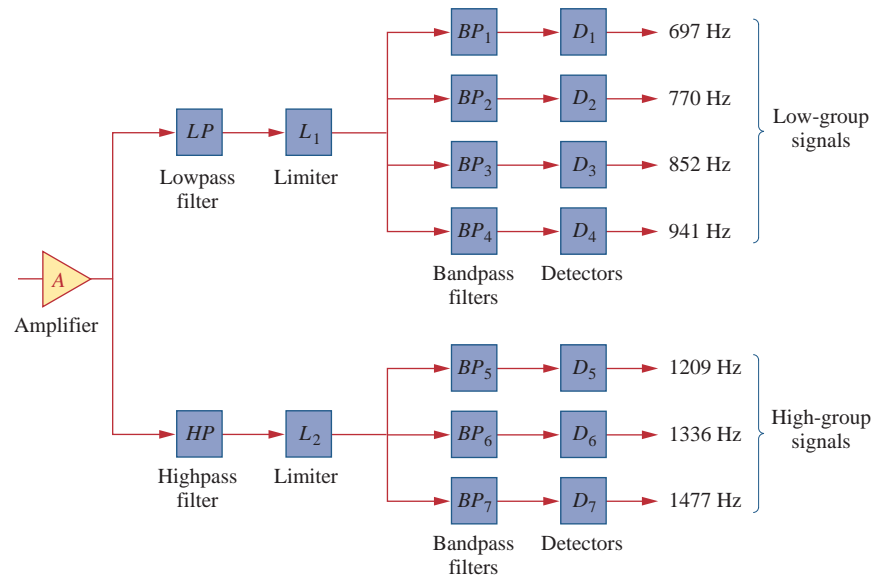 BP₁ D₁ 697 Hz
BP₂ D₂ 770 Hz
Low-group
signals
LP L₁
Lowpass
filter
Limiter
BP₃ D₃ 852 Hz
BP₄ D₄ 941 Hz
Bandpass
filters
Detectors
A
Amplifier
BP₅ D₅ 1209 Hz
HP L₂
Highpass
filter
Limiter
BP₆ D₆ 1336 Hz
High-group
signals
BP₇ D₇ 1477 Hz
Bandpass
filters
Detectors